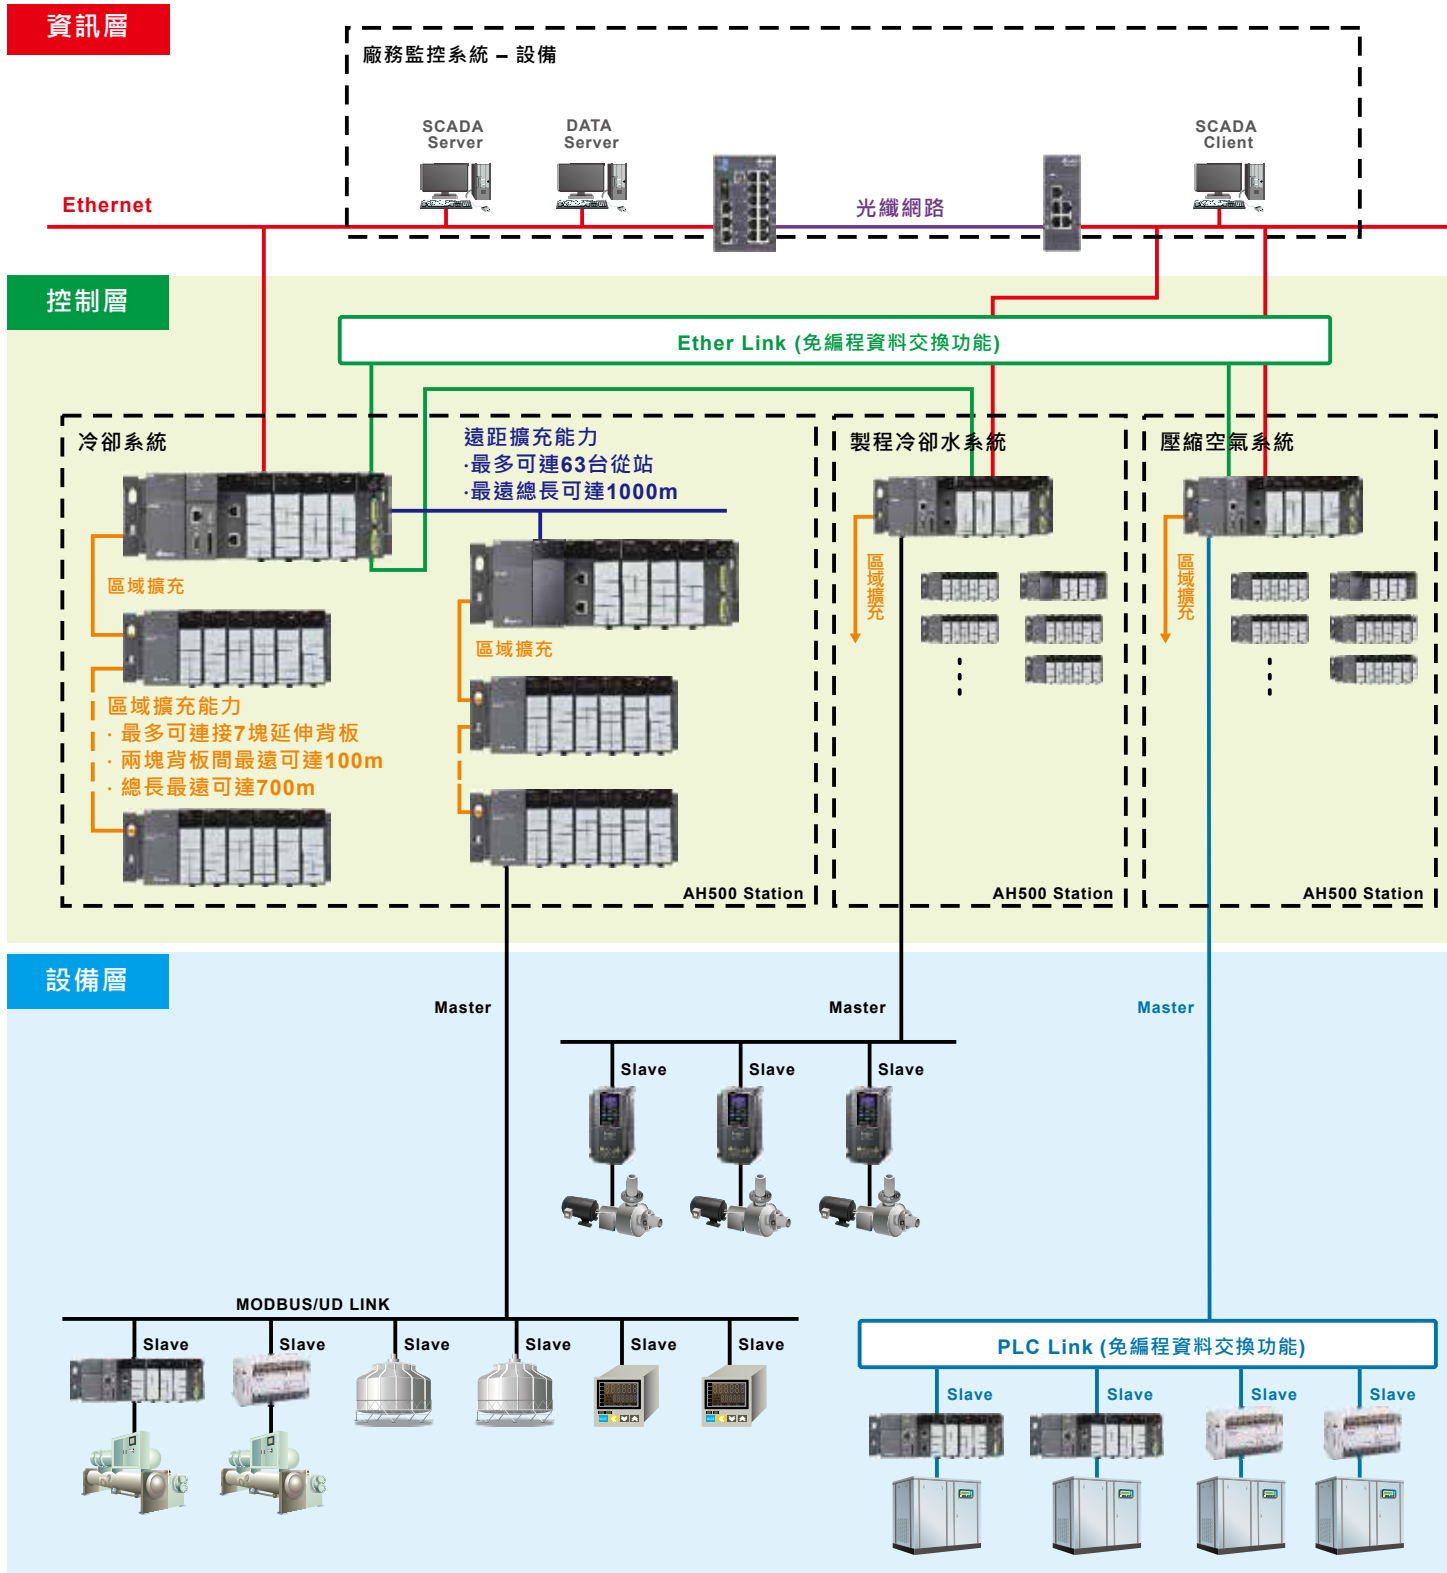 資訊層
廠務監控系統 – 設備
SCADA
Server
DATA
Server
SCADA
Client
Ethernet
光纖網路
控制層
Ether Link (免編程資料交換功能)
冷卻系統
遠距擴充能力
·最多可連63台從站
·最遠總長可達1000m
製程冷卻水系統
壓縮空氣系統
區域擴充
區域擴充
區域擴充
區域擴充
區域擴充能力
· 最多可連接7塊延伸背板
· 兩塊背板間最遠可達100m
· 總長最遠可達700m
AH500 Station
AH500 Station
AH500 Station
設備層
Master
Master
Master
Slave
Slave
Slave
MODBUS/UD LINK
Slave
Slave
Slave
Slave
Slave
Slave
PLC Link (免編程資料交換功能)
Slave
Slave
Slave
Slave